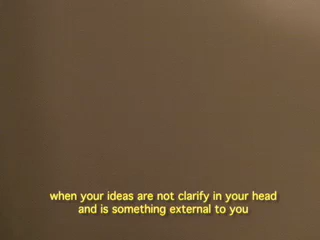 when your ideas are not clarify in your head
and is something external to you